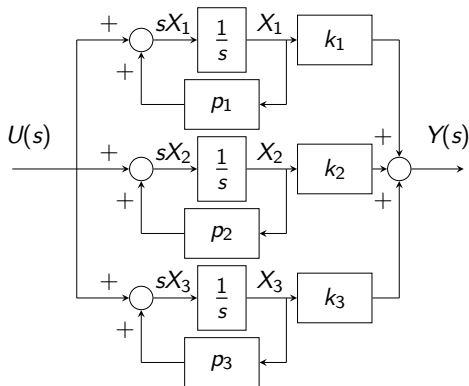 + sX₁ 1/s X₁ k₁
+ p₁
U(s) + sX₂ 1/s X₂ k₂ + Y(s)
+ p₂ +
+ sX₃ 1/s X₃ k₃
+ p₃